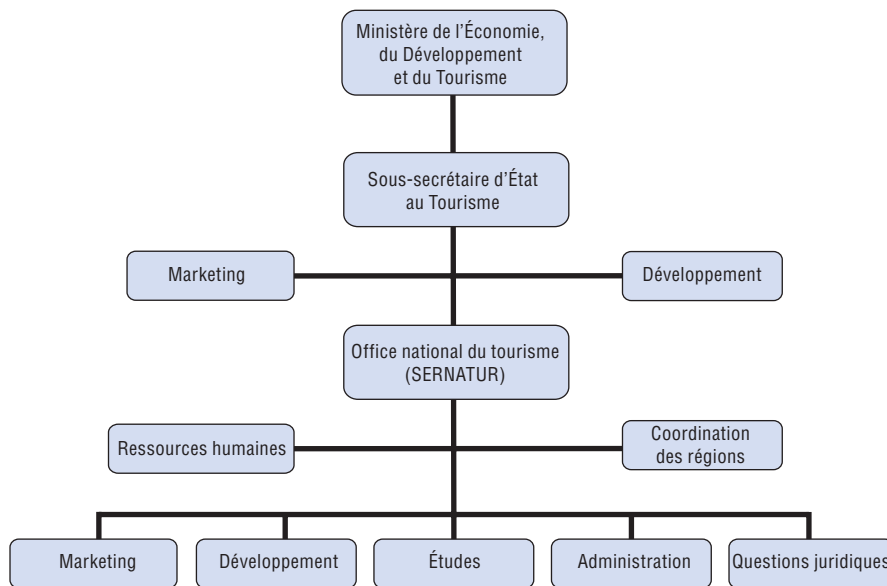 Ministère de l’Économie,
du Développement
et du Tourisme
Sous-secrétaire d’État
au Tourisme
Marketing
Développement
Office national du tourisme
(SERNATUR)
Ressources humaines
Coordination
des régions
Marketing
Développement
Études
Administration
Questions juridiques